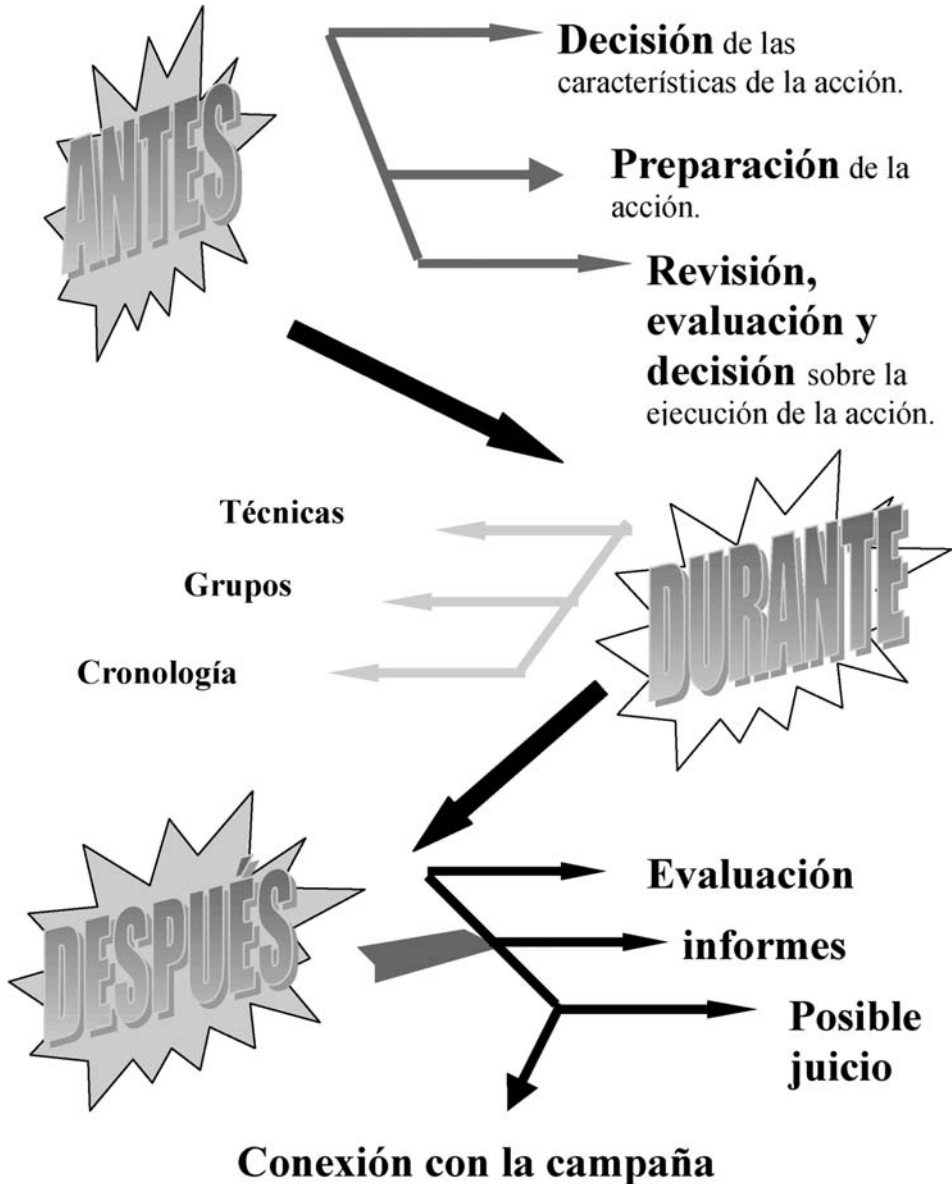 ANTES
Decisión de las
características de la acción.
Preparación de la
acción.
Revisión,
evaluación y
decisión sobre la
ejecución de la acción.
DURANTE
Técnicas
Grupos
Cronología
DESPUÉS
Evaluación
informes
Posible
juicio
Conexión con la campaña